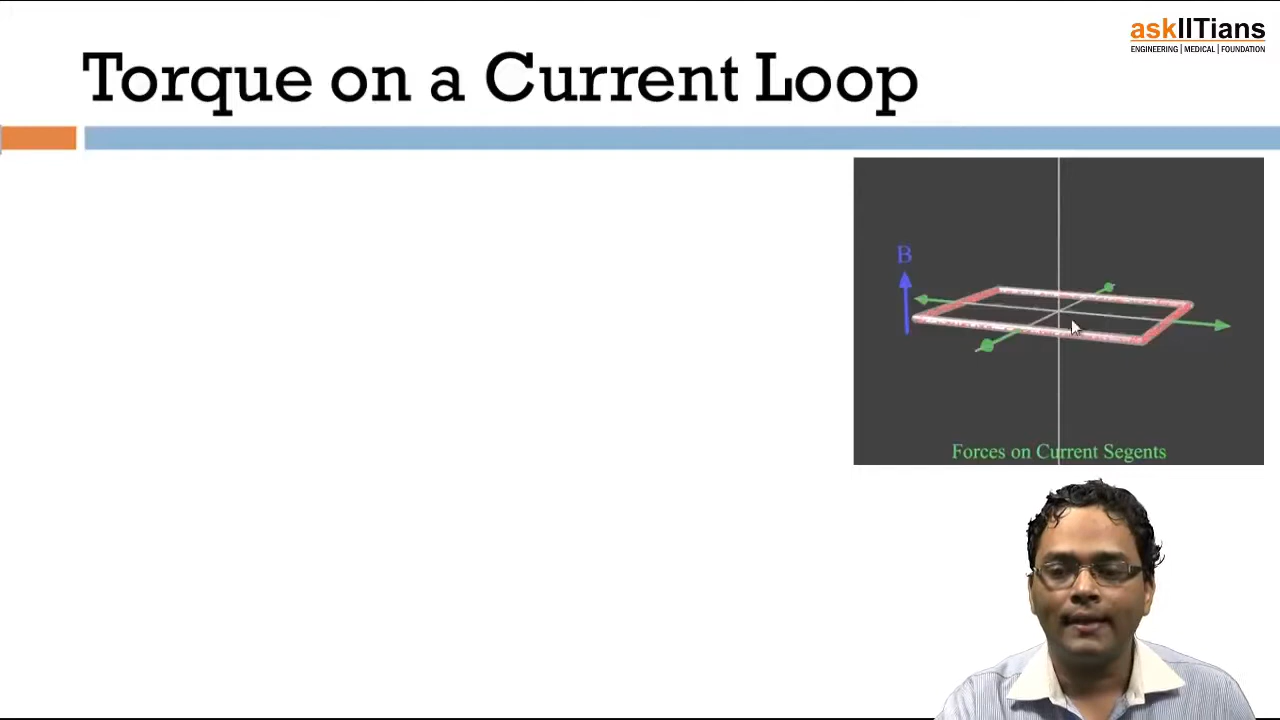 askIITians
ENGINEERING | MEDICAL | FOUNDATION
Torque on a Current Loop
B
Forces on Current Segents